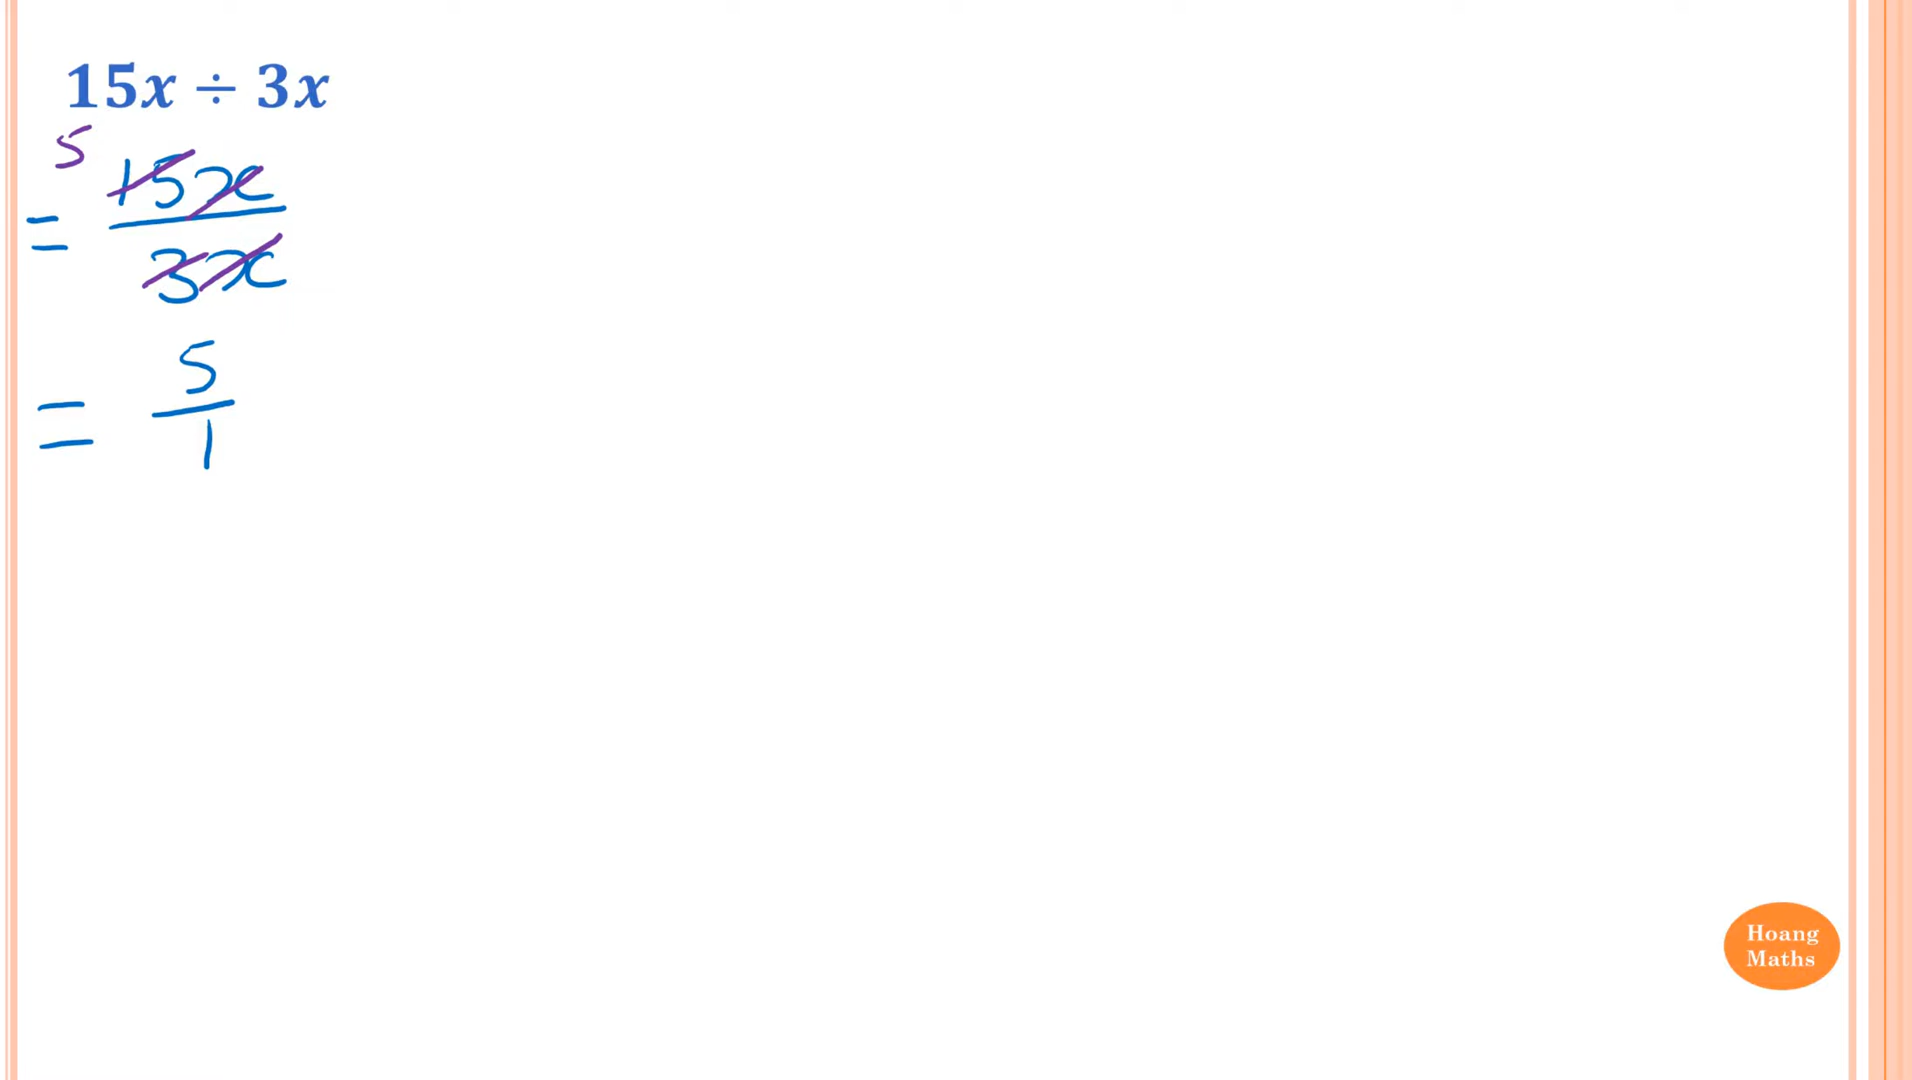 15x ÷ 3x
5
= 15x
3x
= 5
1
Hoang
Maths